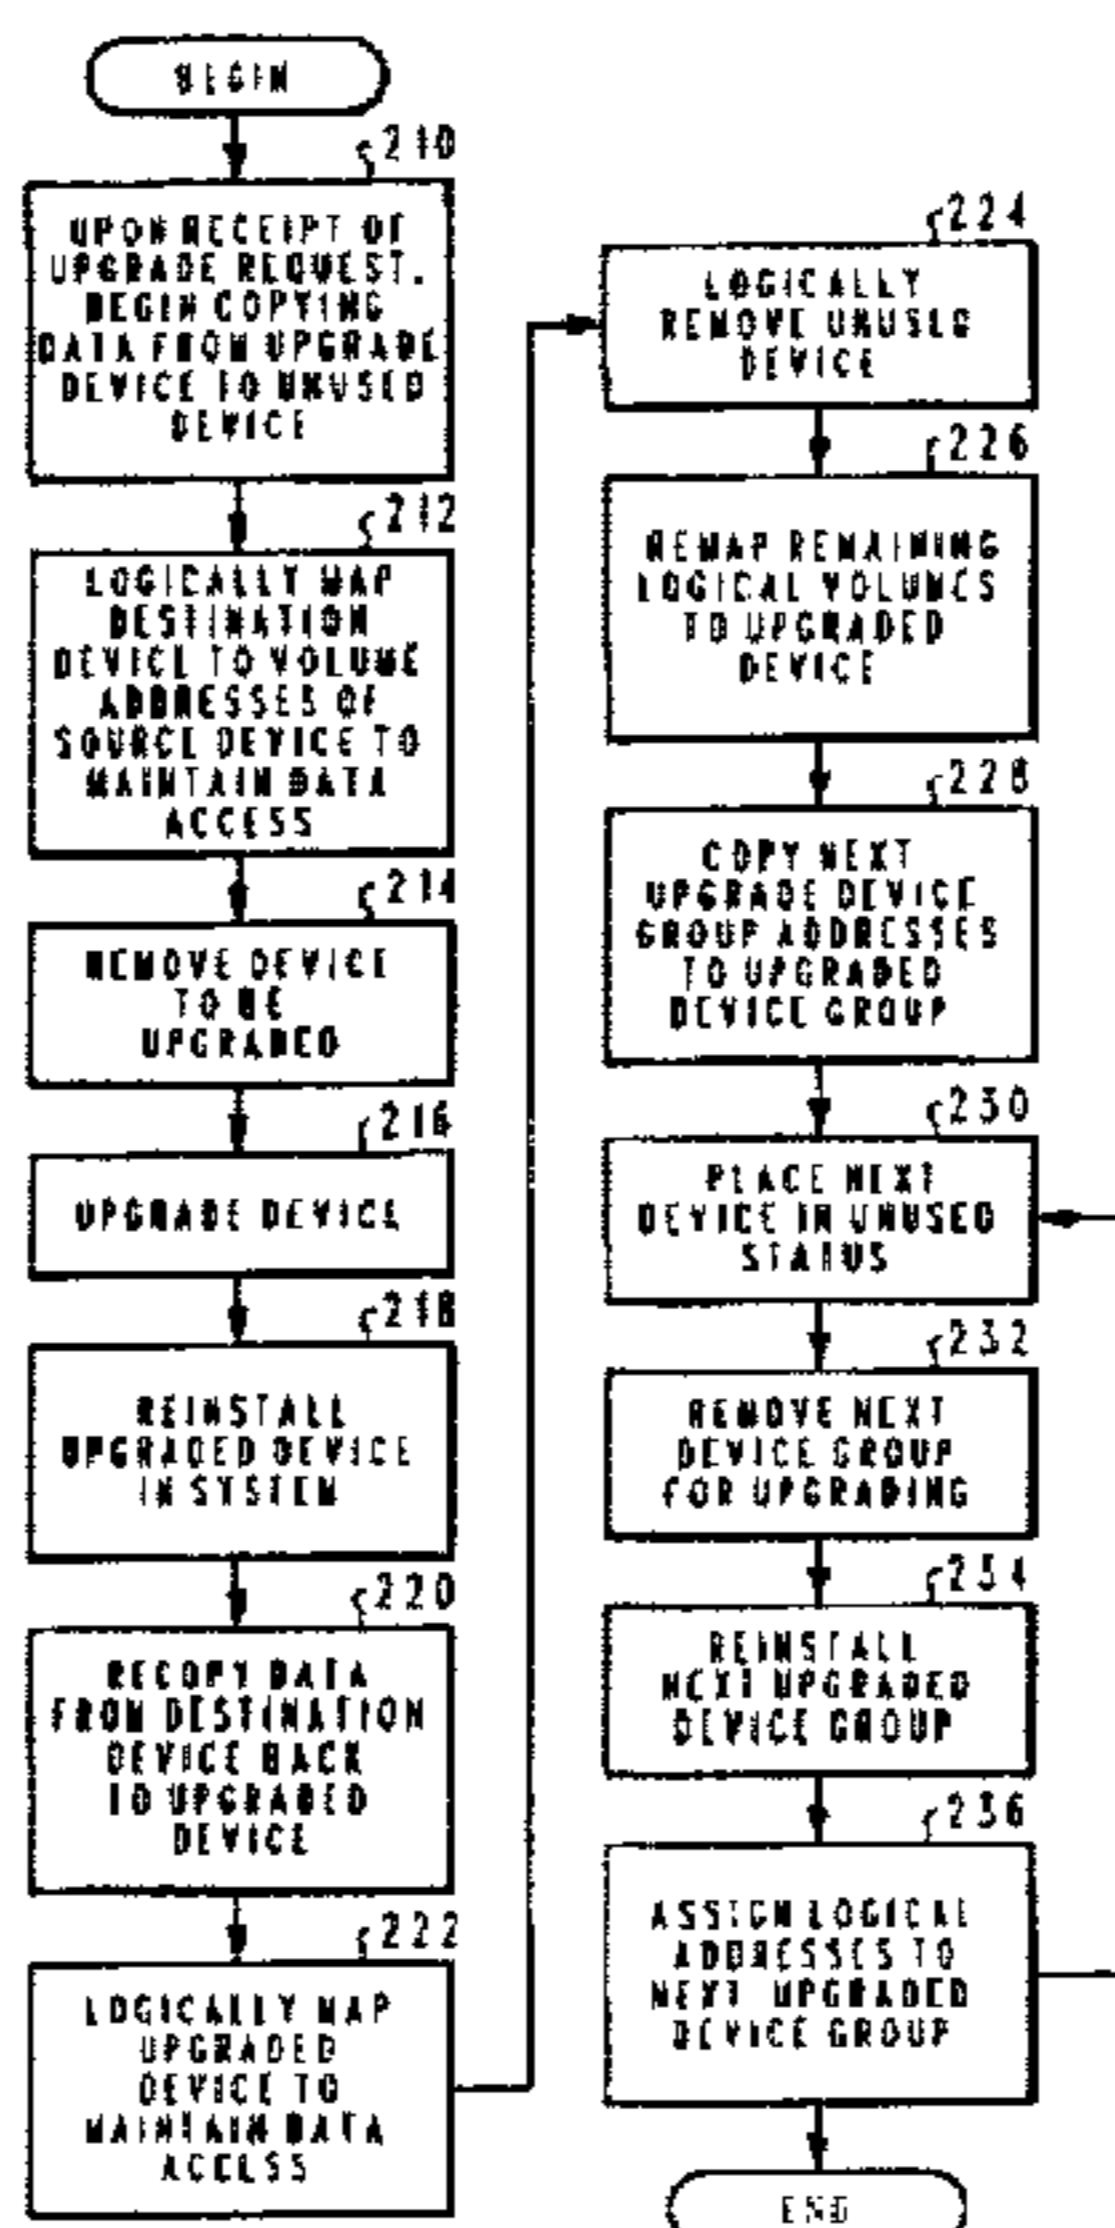 BEGIN
210
UPON RECEIPT OF
UPGRADE REQUEST.
BEGIN COPYING
DATA FROM UPGRADE
DEVICE TO UNUSED
DEVICE
212
LOGICALLY MAP
DESTINATION
DEVICE TO VOLUME
ADDRESSES OF
SOURCE DEVICE TO
MAINTAIN DATA
ACCESS
214
REMOVE DEVICE
TO BE
UPGRADED
216
UPGRADE DEVICE
218
REINSTALL
UPGRADED DEVICE
IN SYSTEM
220
RECOPY DATA
FROM DESTINATION
DEVICE BACK
TO UPGRADED
DEVICE
222
LOGICALLY MAP
UPGRADED
DEVICE TO
MAINTAIN DATA
ACCESS
224
LOGICALLY
REMOVE UNUSED
DEVICE
226
REMAP REMAINING
LOGICAL VOLUMES
TO UPGRADED
DEVICE
228
COPY NEXT
UPGRADE DEVICE
GROUP ADDRESSES
TO UPGRADED
DEVICE GROUP
230
PLACE NEXT
DEVICE IN UNUSED
STATUS
232
REMOVE NEXT
DEVICE GROUP
FOR UPGRADING
234
REINSTALL
NEXT UPGRADED
DEVICE GROUP
236
ASSIGN LOGICAL
ADDRESSES TO
NEXT UPGRADED
DEVICE GROUP
END